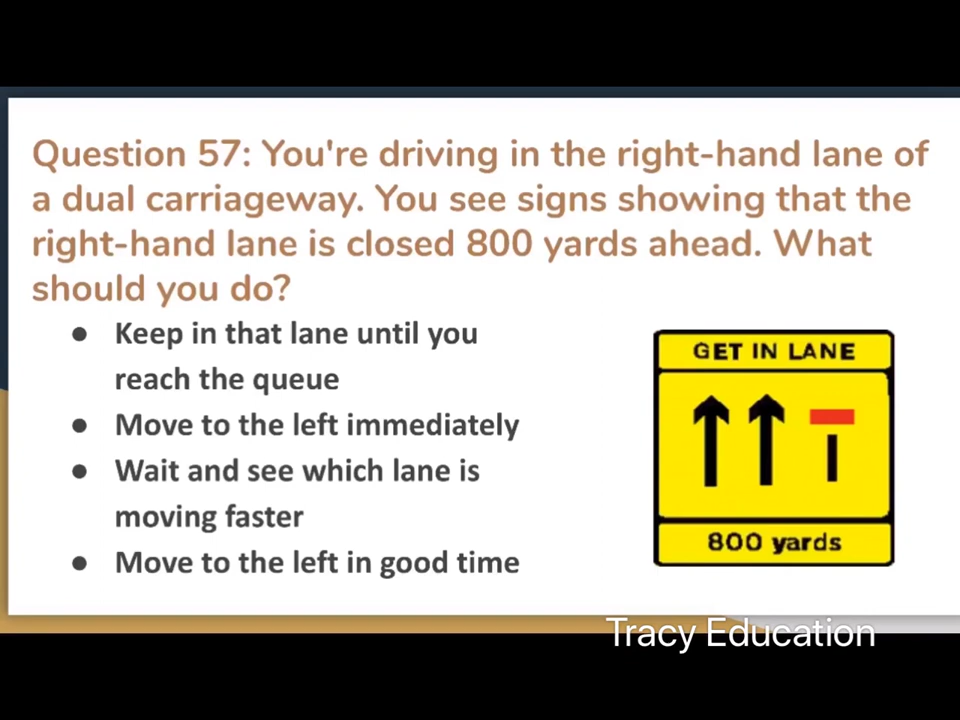 Question 57: You're driving in the right-hand lane of
a dual carriageway. You see signs showing that the
right-hand lane is closed 800 yards ahead. What
should you do?
● Keep in that lane until you
reach the queue
● Move to the left immediately
● Wait and see which lane is
moving faster
● Move to the left in good time
GET IN LANE
800 yards
Tracy Education